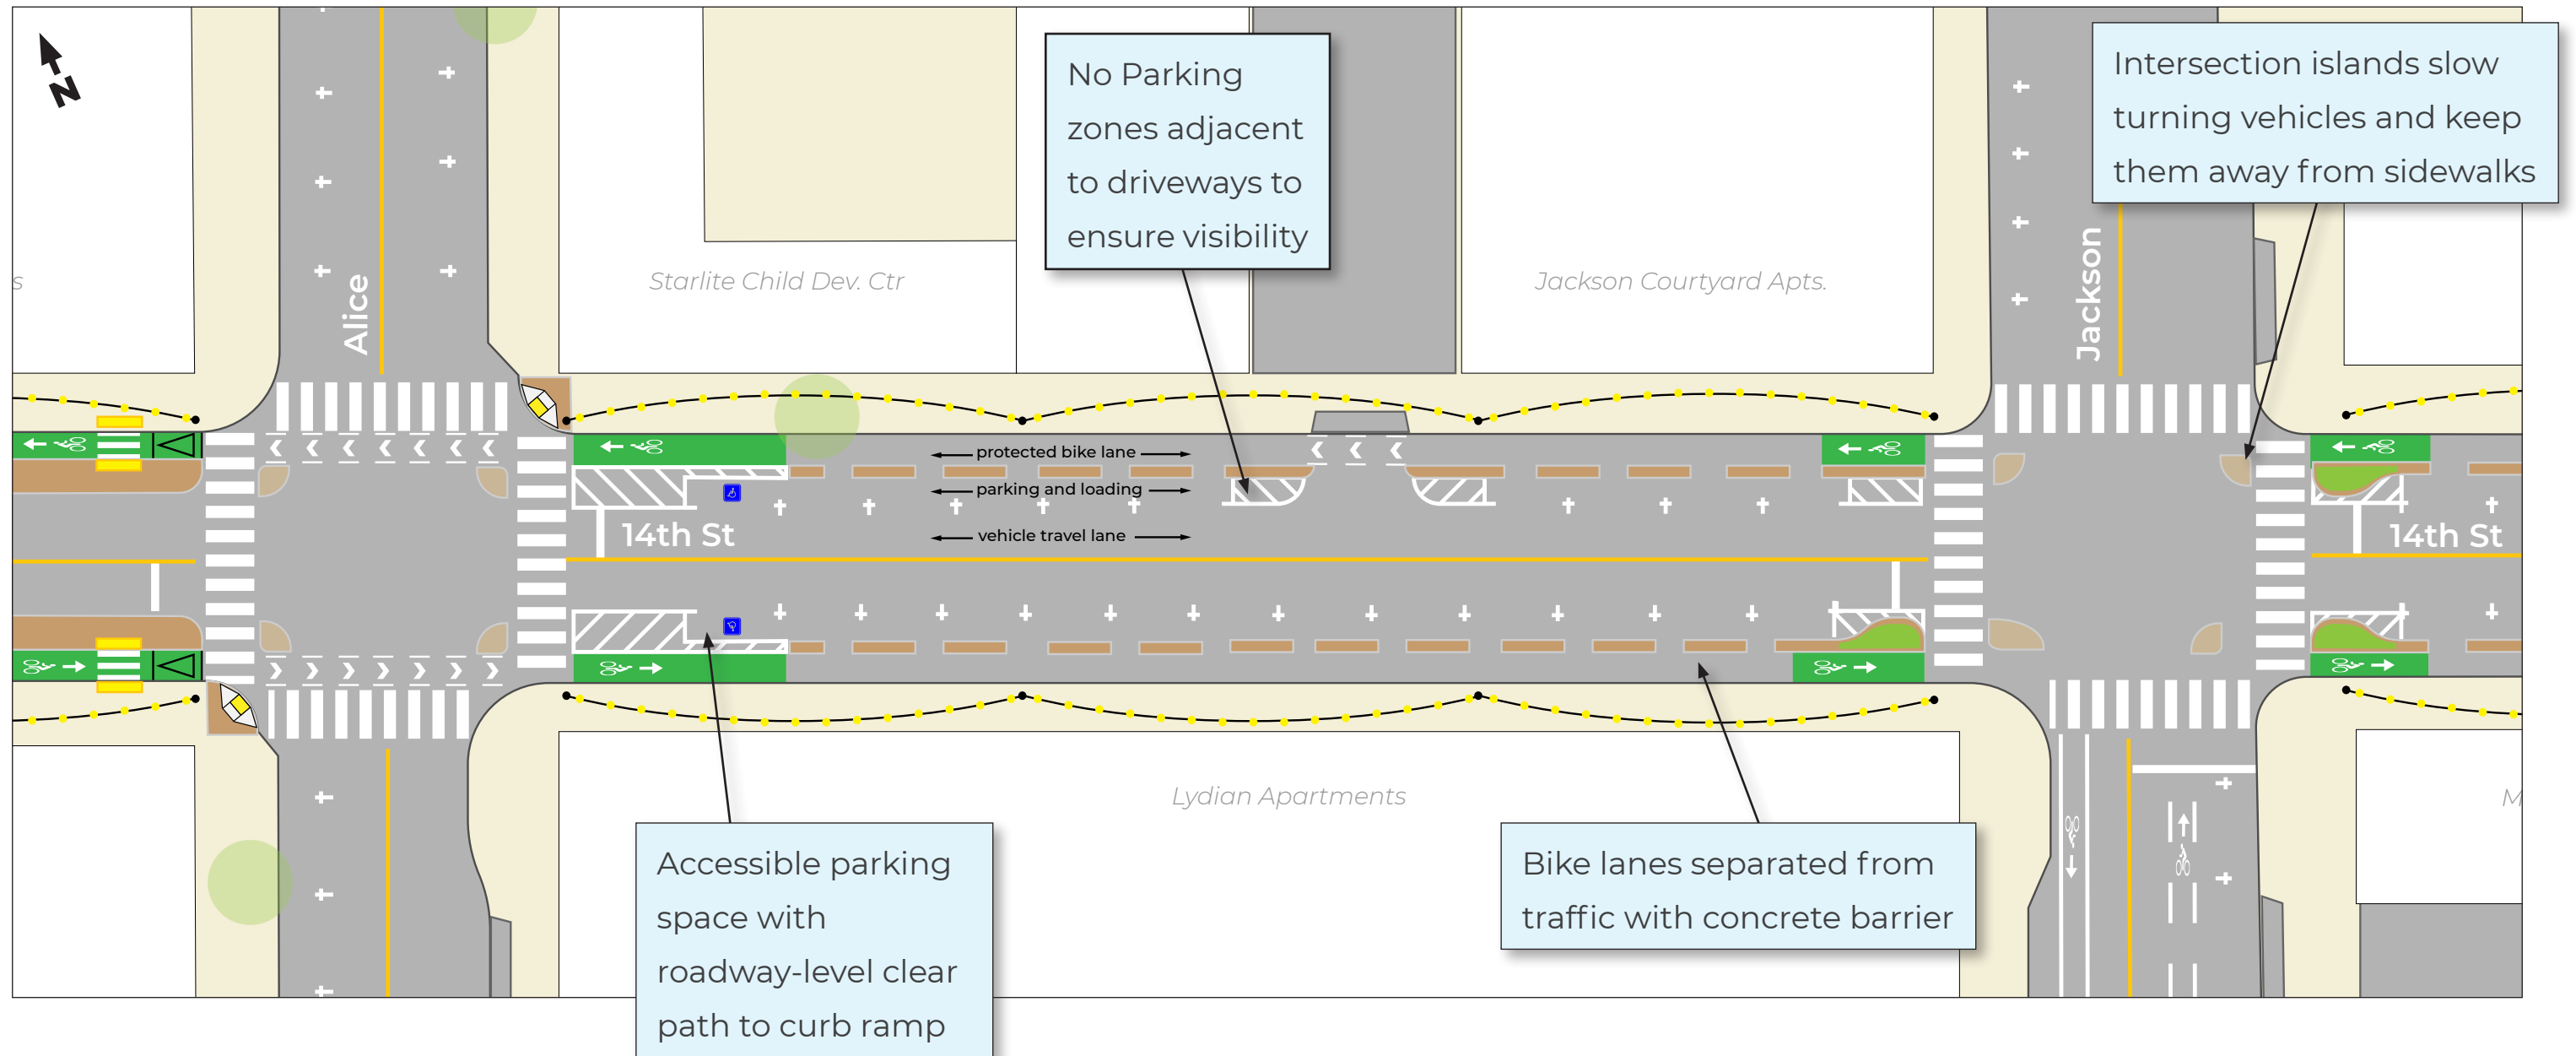 N
No Parking
zones adjacent
to driveways to
ensure visibility
Intersection islands slow
turning vehicles and keep
them away from sidewalks
s
Alice
Starlite Child Dev. Ctr
Jackson Courtyard Apts.
Jackson
protected bike lane
parking and loading
vehicle travel lane
14th St
14th St
Lydian Apartments
M
Accessible parking
space with
roadway-level clear
path to curb ramp
Bike lanes separated from
traffic with concrete barrier